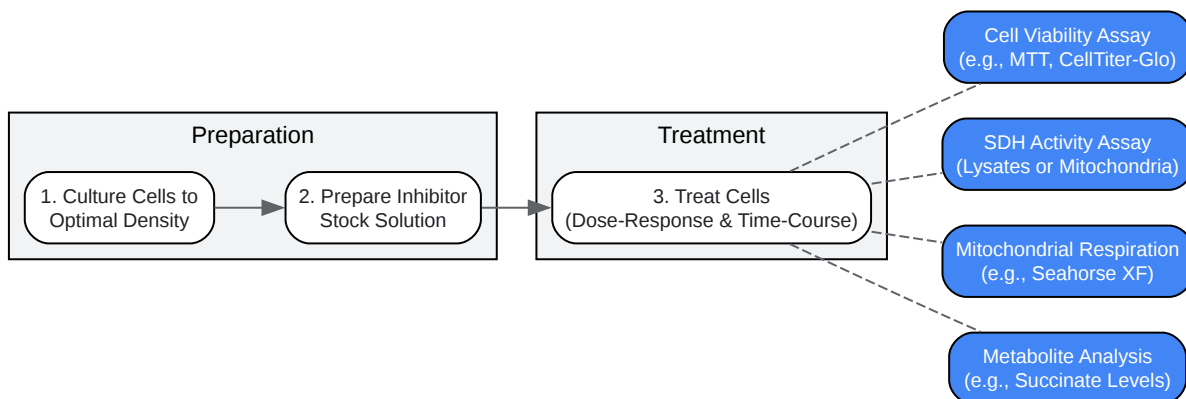 Preparation
1. Culture Cells to
Optimal Density
2. Prepare Inhibitor
Stock Solution
Treatment
3. Treat Cells
(Dose-Response & Time-Course)
Cell Viability Assay
(e.g., MTT, CellTiter-Glo)
SDH Activity Assay
(Lysates or Mitochondria)
Mitochondrial Respiration
(e.g., Seahorse XF)
Metabolite Analysis
(e.g., Succinate Levels)